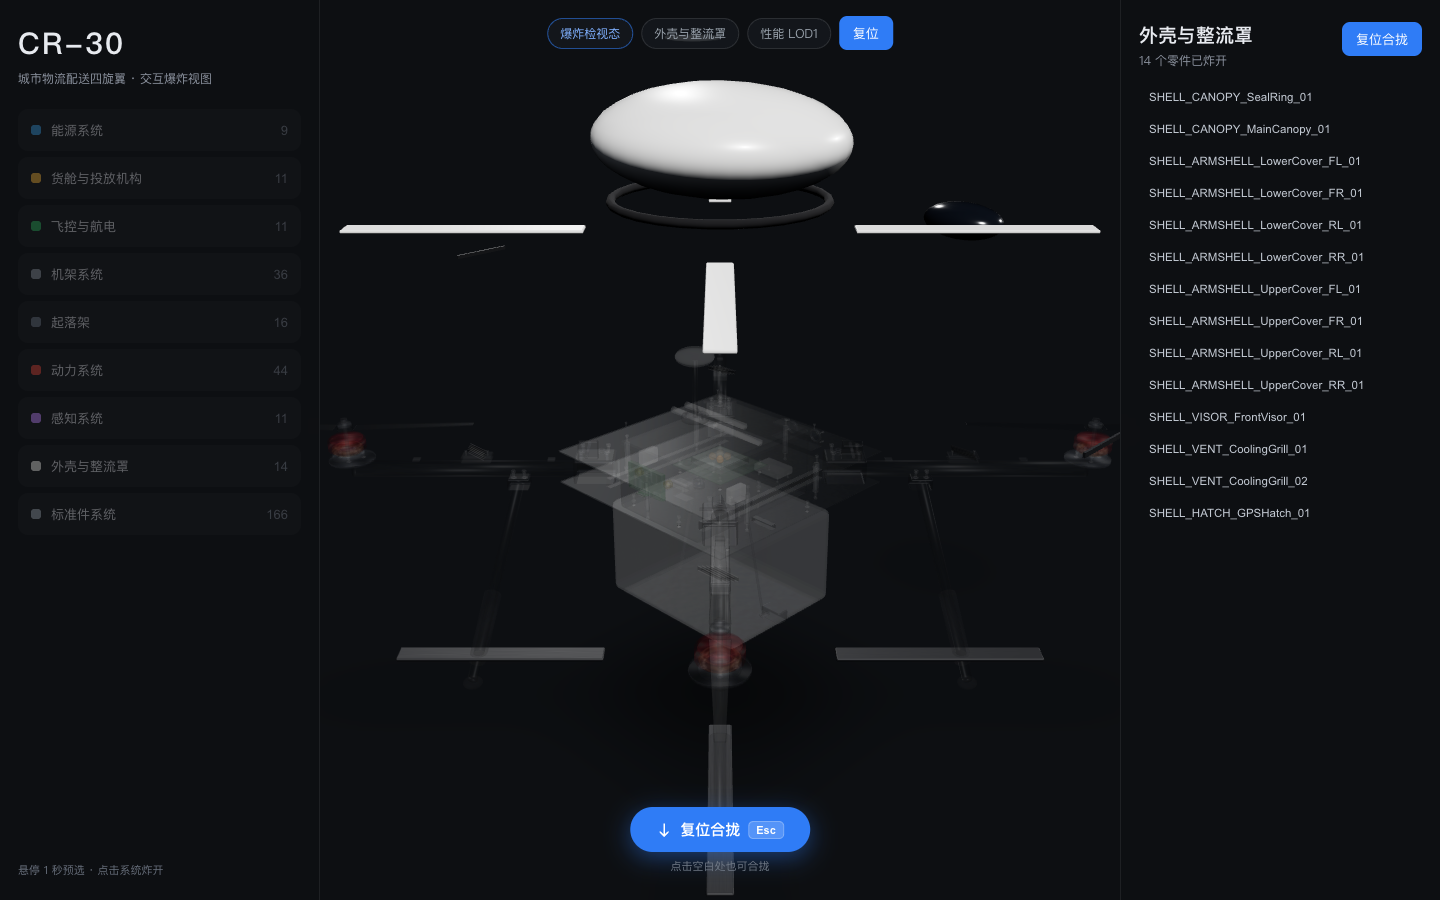 CR-30
城市物流配送四旋翼 · 交互爆炸视图
能源系统 9
货舱与投放机构 11
飞控与航电 11
机架系统 36
起落架 16
动力系统 44
感知系统 11
外壳与整流罩 14
标准件系统 166
悬停 1 秒预选 · 点击系统炸开
爆炸检视态 外壳与整流罩 性能 LOD1 复位
↓ 复位合拢 Esc
点击空白处也可合拢
外壳与整流罩 复位合拢
14 个零件已炸开
SHELL_CANOPY_SealRing_01
SHELL_CANOPY_MainCanopy_01
SHELL_ARMSHELL_LowerCover_FL_01
SHELL_ARMSHELL_LowerCover_FR_01
SHELL_ARMSHELL_LowerCover_RL_01
SHELL_ARMSHELL_LowerCover_RR_01
SHELL_ARMSHELL_UpperCover_FL_01
SHELL_ARMSHELL_UpperCover_FR_01
SHELL_ARMSHELL_UpperCover_RL_01
SHELL_ARMSHELL_UpperCover_RR_01
SHELL_VISOR_FrontVisor_01
SHELL_VENT_CoolingGrill_01
SHELL_VENT_CoolingGrill_02
SHELL_HATCH_GPSHatch_01